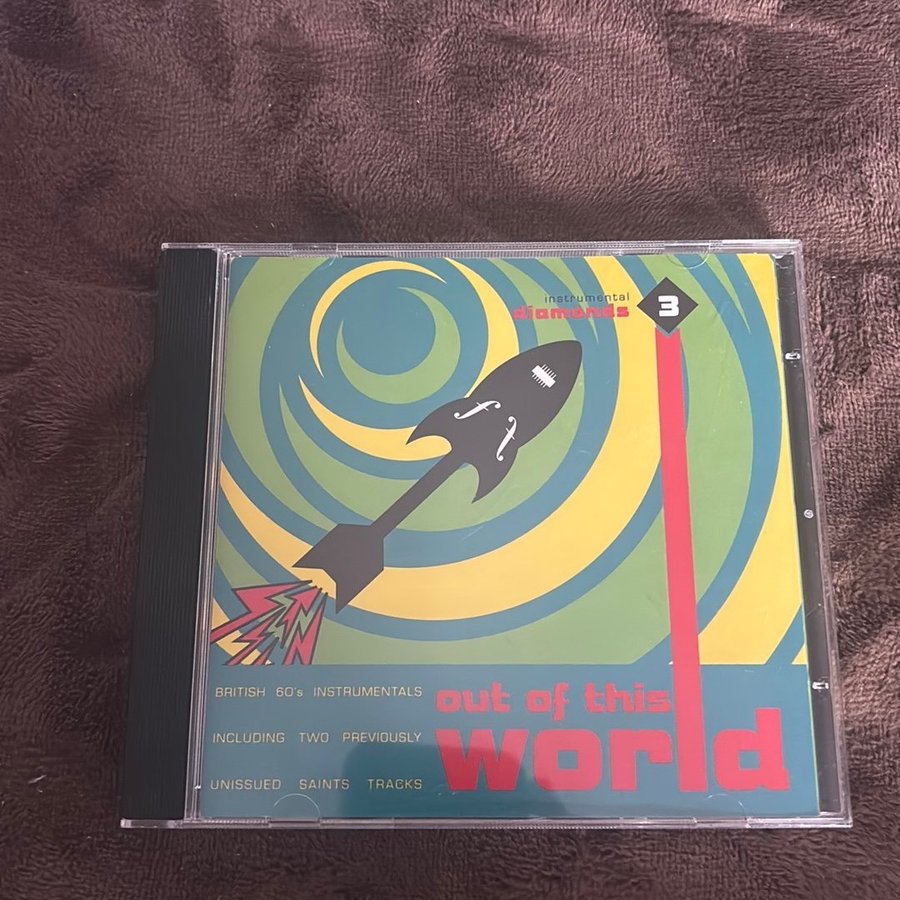 instrumental
diamonds
3
BRITISH 60's INSTRUMENTALS
INCLUDING TWO PREVIOUSLY
UNISSUED SAINTS TRACKS
out of this
world